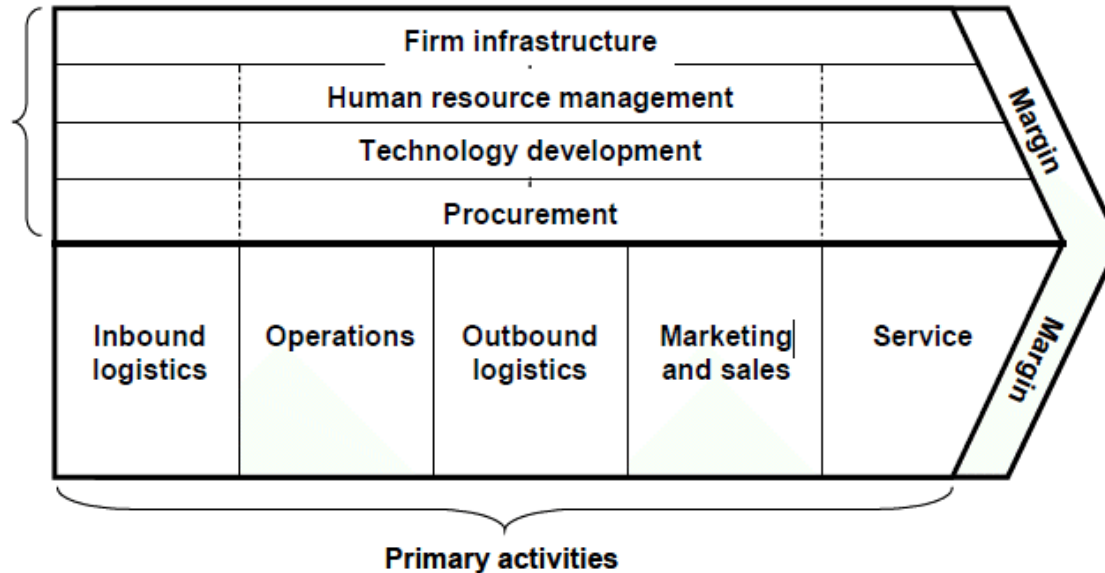 Firm infrastructure
Human resource management
Technology development
Procurement
Margin
Inbound
logistics
Operations
Outbound
logistics
Marketing
and sales
Service
Margin
Primary activities